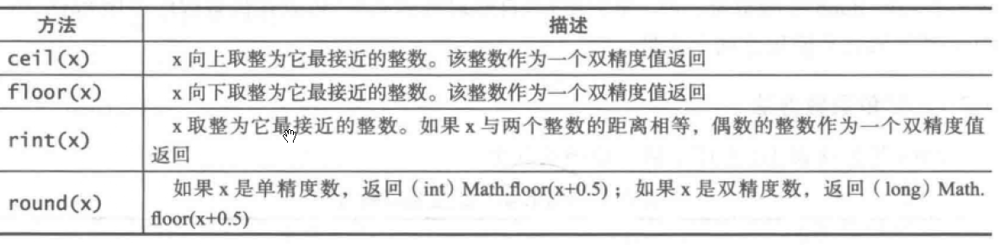 方法 描述
ceil(x) x 向上取整为它最接近的整数。该整数作为一个双精度值返回
floor(x) x 向下取整为它最接近的整数。该整数作为一个双精度值返回
rint(x) x 取整为它最接近的整数。如果 x 与两个整数的距离相等，偶数的整数作为一个双精度值
返回
round(x) 如果 x 是单精度数，返回（int）Math.floor(x+0.5)；如果 x 是双精度数，返回（long）Math.
floor(x+0.5)